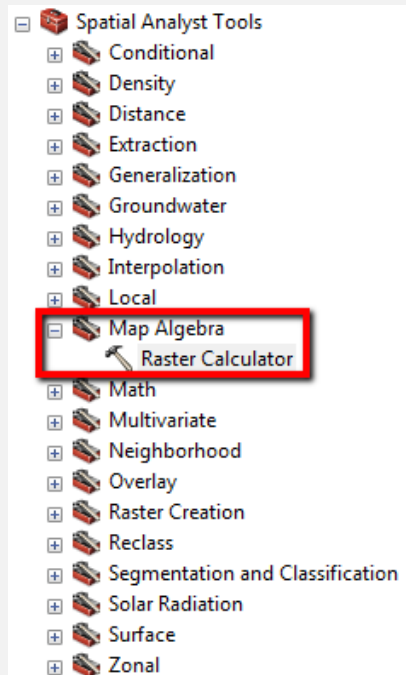 Spatial Analyst Tools
Conditional
Density
Distance
Extraction
Generalization
Groundwater
Hydrology
Interpolation
Local
Map Algebra
Raster Calculator
Math
Multivariate
Neighborhood
Overlay
Raster Creation
Reclass
Segmentation and Classification
Solar Radiation
Surface
Zonal